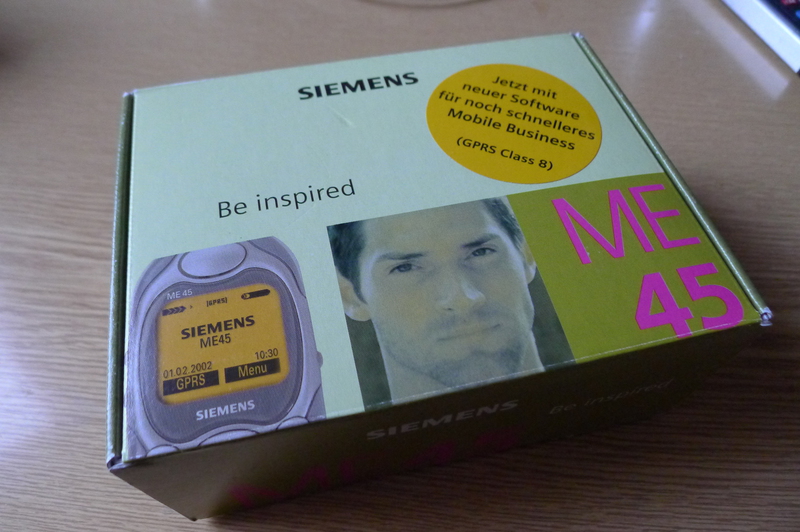 SIEMENS
Jetzt mit
neuer Software
für noch schnelleres
Mobile Business
(GPRS Class 8)
Be inspired
ME
45
ME45
(GPRS)
SIEMENS
ME45
01.02.2002 10:30
GPRS Menu
SIEMENS
SIEMENS
Be inspired
ME 45